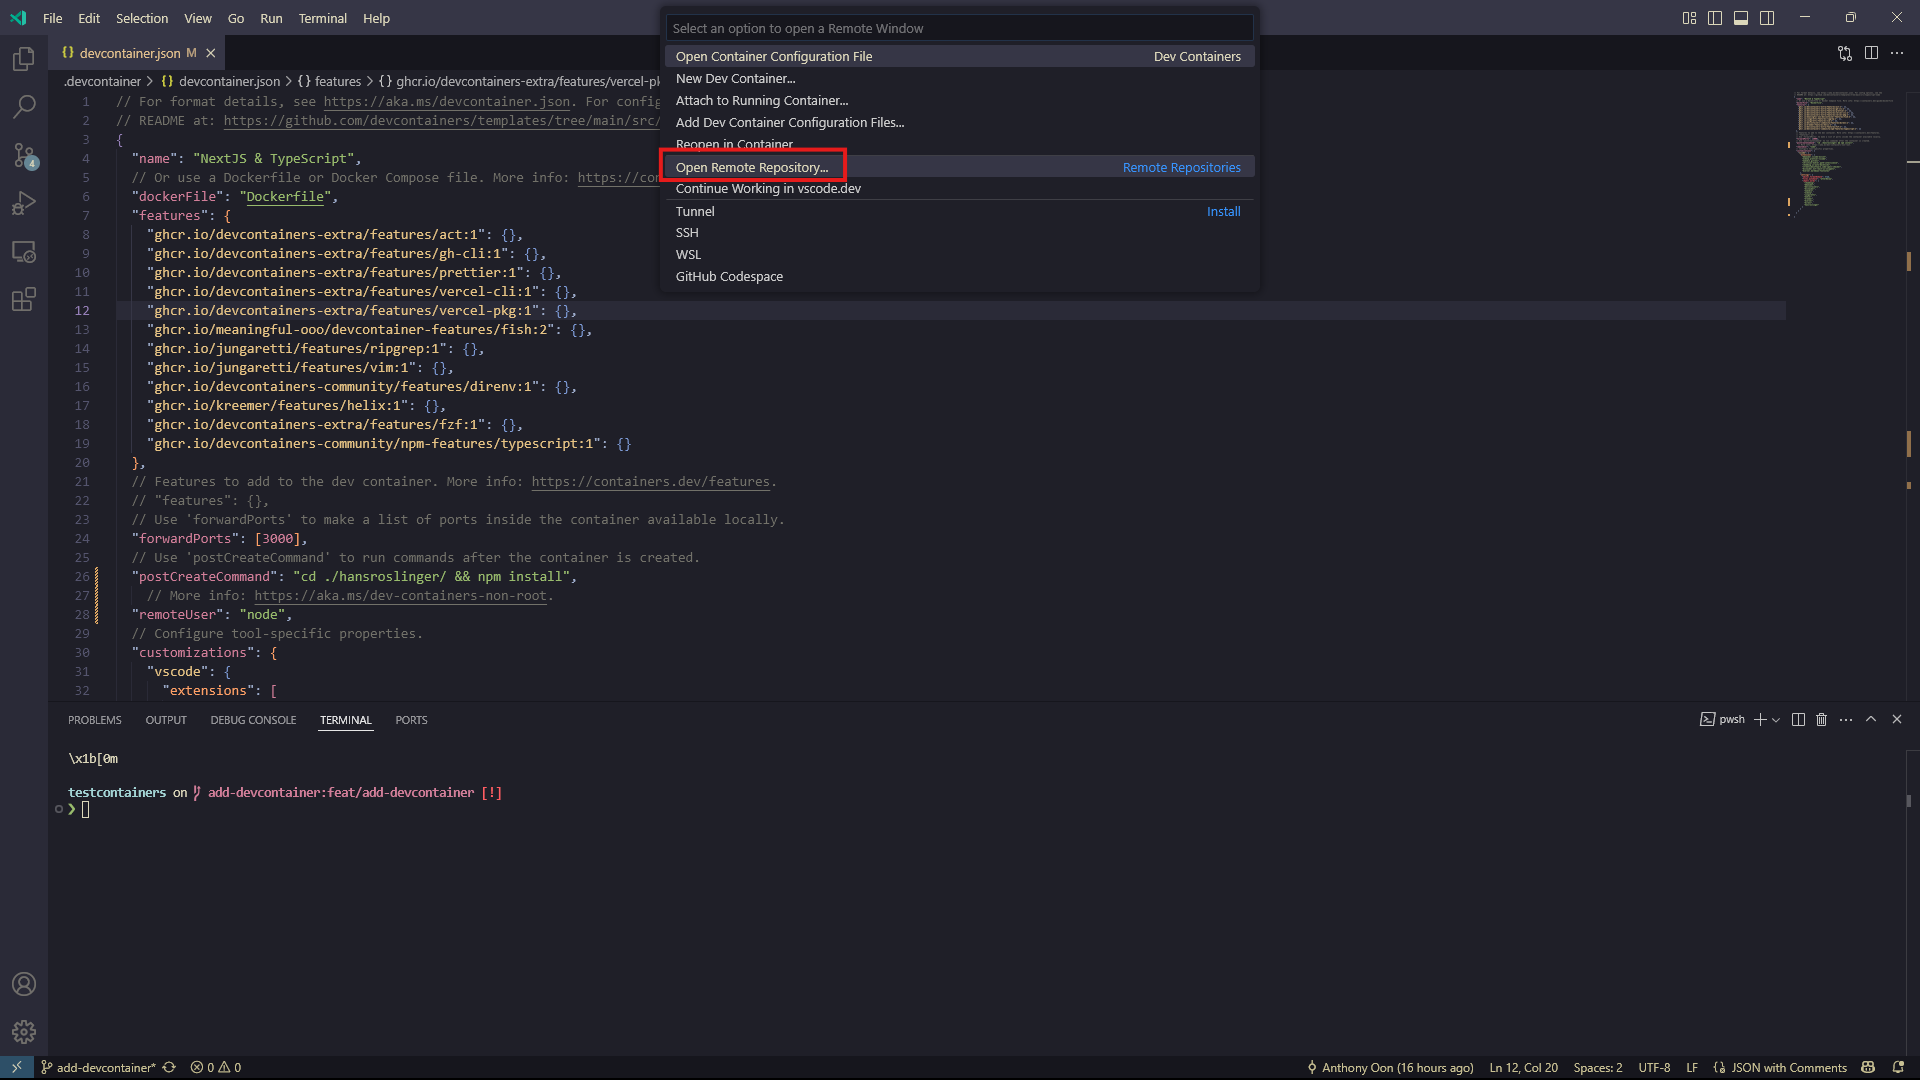 File Edit Selection View Go Run Terminal Help
Select an option to open a Remote Window
Open Container Configuration File Dev Containers
New Dev Container...
Attach to Running Container...
Add Dev Container Configuration Files...
Reopen in Container
Open Remote Repository... Remote Repositories
Continue Working in vscode.dev
Tunnel Install
SSH
WSL
GitHub Codespace
{} devcontainer.json M
.devcontainer > {} devcontainer.json > {} features > {} ghcr.io/devcontainers-extra/features/vercel-pk
1 // For format details, see https://aka.ms/devcontainer.json. For config
2 // README at: https://github.com/devcontainers/templates/tree/main/src/
3 {
4 "name": "NextJS & TypeScript",
5 // Or use a Dockerfile or Docker Compose file. More info: https://con
6 "dockerFile": "Dockerfile",
7 "features": {
8 "ghcr.io/devcontainers-extra/features/act:1": {},
9 "ghcr.io/devcontainers-extra/features/gh-cli:1": {},
10 "ghcr.io/devcontainers-extra/features/prettier:1": {},
11 "ghcr.io/devcontainers-extra/features/vercel-cli:1": {},
12 "ghcr.io/devcontainers-extra/features/vercel-pkg:1": {},
13 "ghcr.io/meaningful-ooo/devcontainer-features/fish:2": {},
14 "ghcr.io/jungaretti/features/ripgrep:1": {},
15 "ghcr.io/jungaretti/features/vim:1": {},
16 "ghcr.io/devcontainers-community/features/direnv:1": {},
17 "ghcr.io/kreemer/features/helix:1": {},
18 "ghcr.io/devcontainers-extra/features/fzf:1": {},
19 "ghcr.io/devcontainers-community/npm-features/typescript:1": {}
20 },
21 // Features to add to the dev container. More info: https://containers.dev/features.
22 // "features": {},
23 // Use 'forwardPorts' to make a list of ports inside the container available locally.
24 "forwardPorts": [3000],
25 // Use 'postCreateCommand' to run commands after the container is created.
26 "postCreateCommand": "cd ./hansroslinger/ && npm install",
27 // More info: https://aka.ms/dev-containers-non-root.
28 "remoteUser": "node",
29 // Configure tool-specific properties.
30 "customizations": {
31 "vscode": {
32 "extensions": [
4
PROBLEMS OUTPUT DEBUG CONSOLE TERMINAL PORTS
pwsh
\x1b[0m
testcontainers on add-devcontainer:feat/add-devcontainer [!]
❯
add-devcontainer* 0 0
Anthony Oon (16 hours ago) Ln 12, Col 20 Spaces: 2 UTF-8 LF {} JSON with Comments